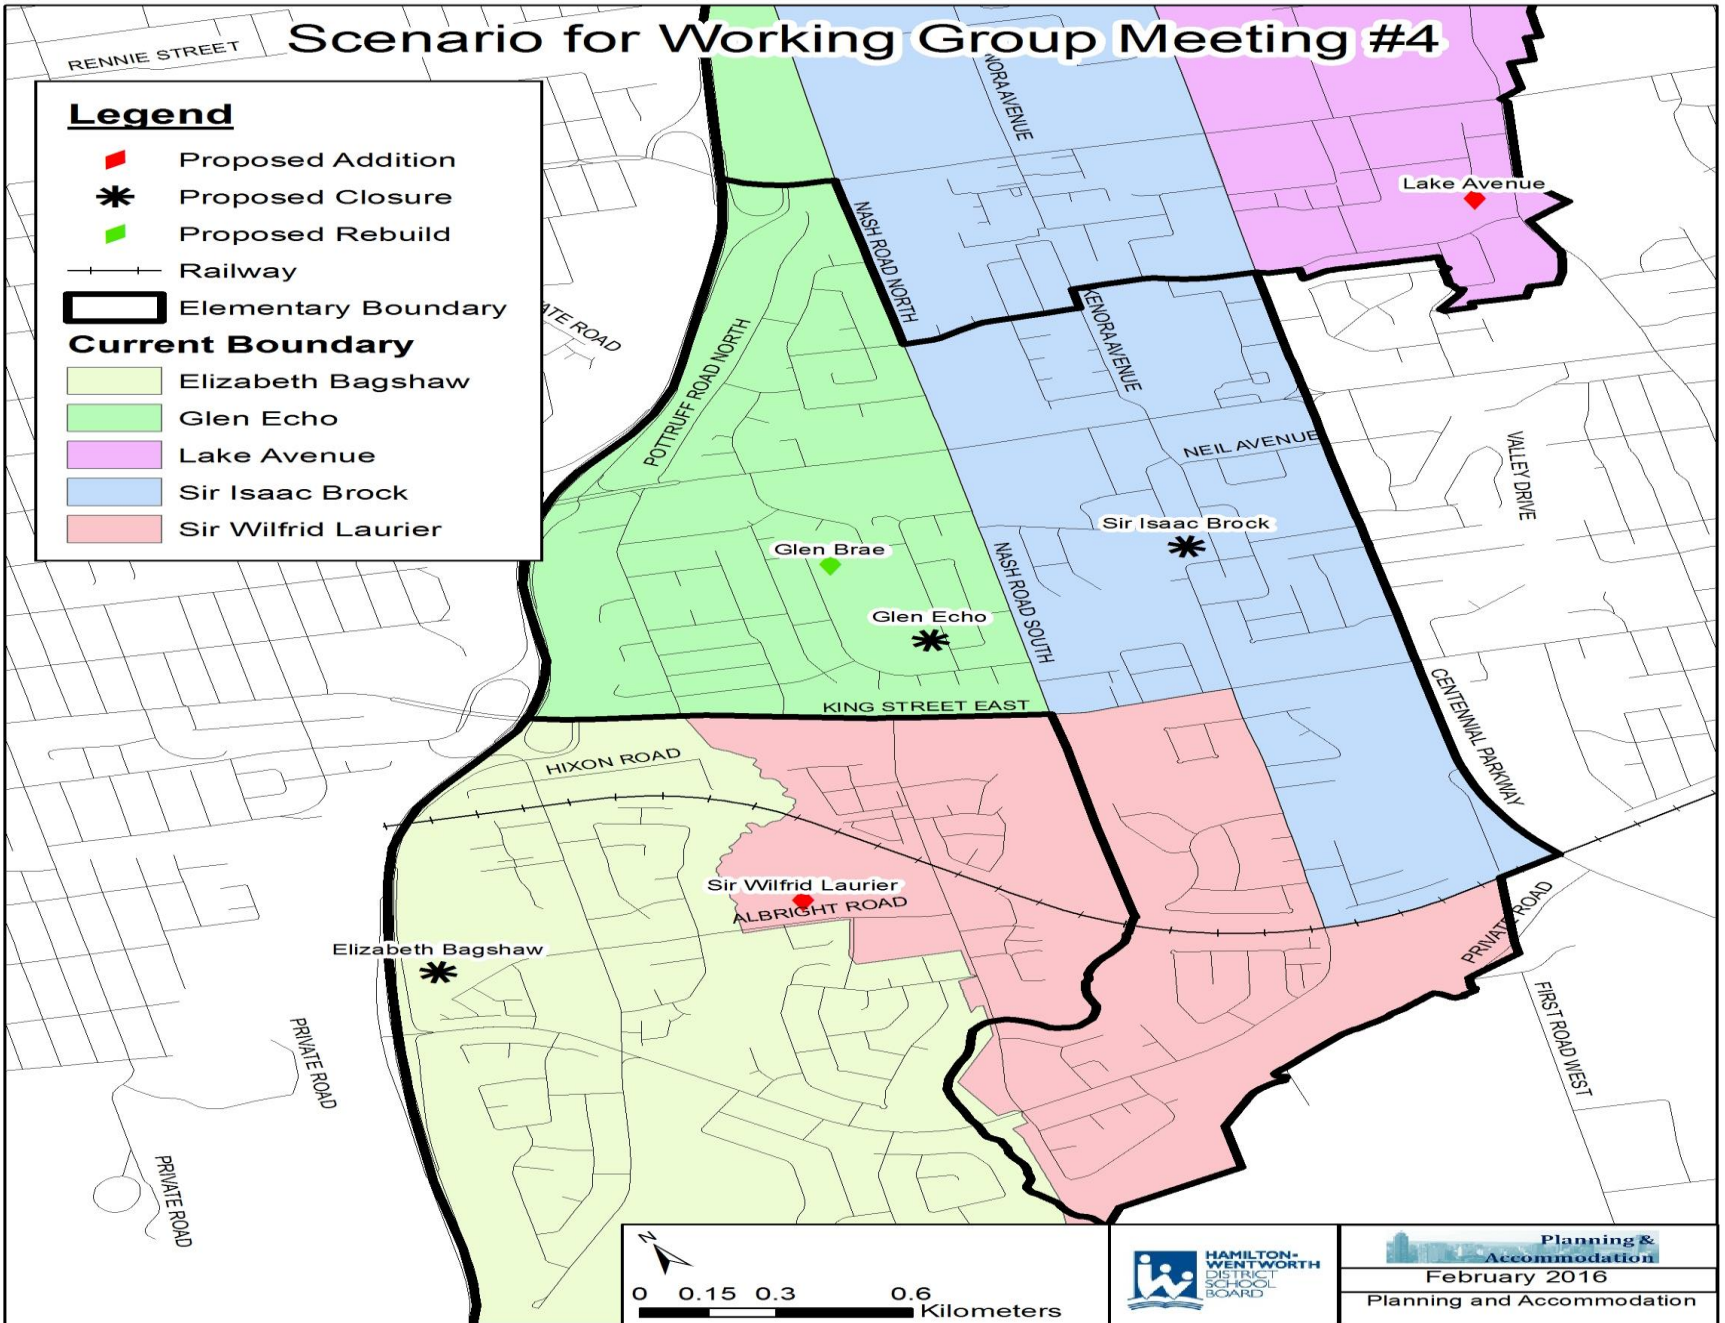 Scenario for Working Group Meeting #4
RENNIE STREET
NORA AVENUE
Legend
Proposed Addition
Proposed Closure
Proposed Rebuild
Railway
Elementary Boundary
Current Boundary
Elizabeth Bagshaw
Glen Echo
Lake Avenue
Sir Isaac Brock
Sir Wilfrid Laurier
Lake Avenue
NASH ROAD NORTH
ATE ROAD
KENORA AVENUE
POTTRUFF ROAD NORTH
NEIL AVENUE
VALLEY DRIVE
Sir Isaac Brock
Glen Brae
NASH ROAD SOUTH
Glen Echo
CENTENNIAL PARKWAY
KING STREET EAST
HIXON ROAD
Sir Wilfrid Laurier
ALBRIGHT ROAD
PRIVATE ROAD
Elizabeth Bagshaw
FIRST ROAD WEST
PRIVATE ROAD
PRIVATE ROAD
N
0 0.15 0.3 0.6
Kilometers
HAMILTON-
WENTWORTH
DISTRICT
SCHOOL
BOARD
Planning &
Accommodation
February 2016
Planning and Accommodation